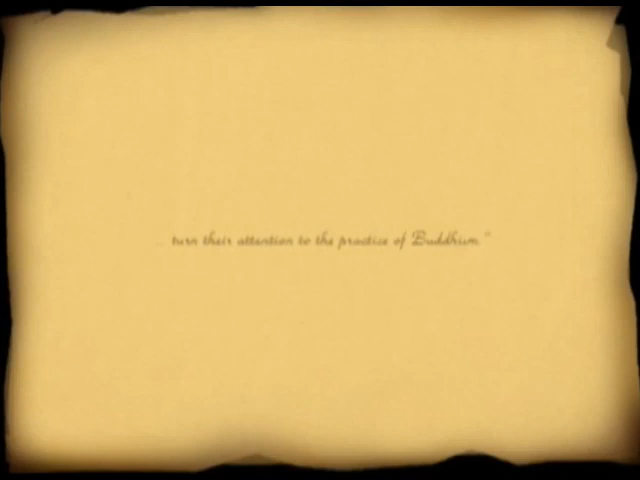 ... turn their attention to the practice of Buddhism."